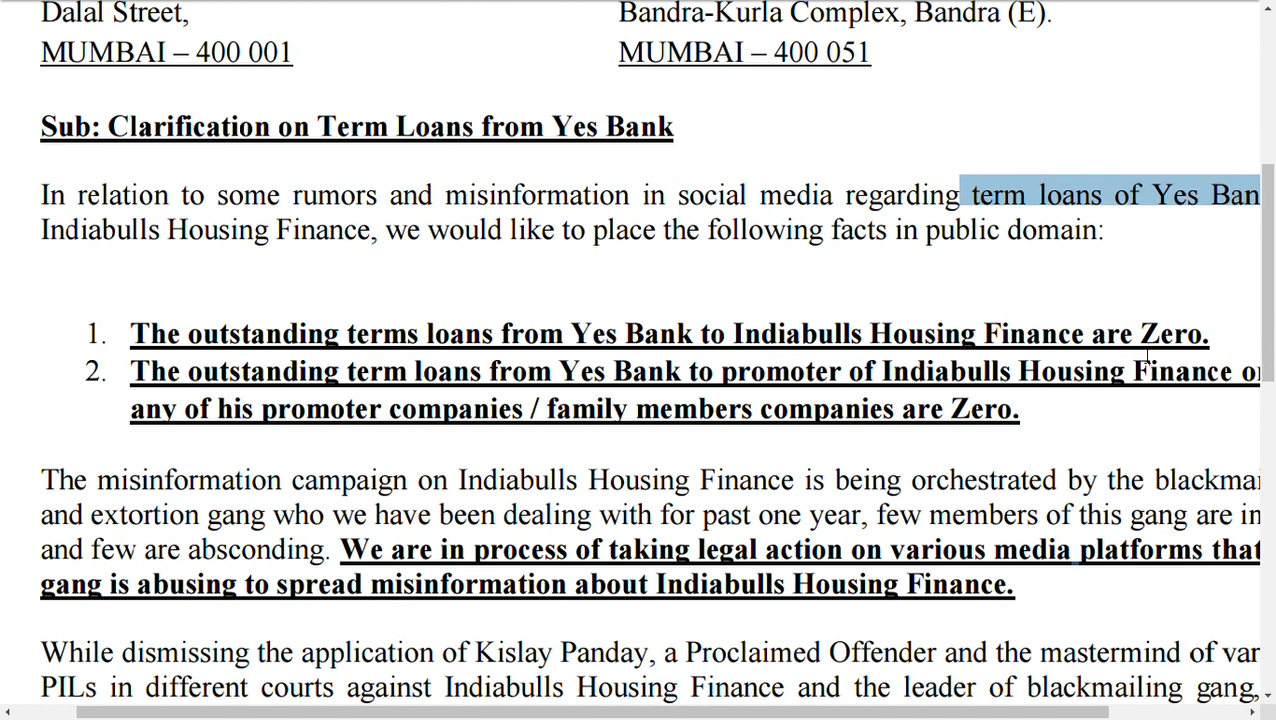 Dalal Street,
Bandra-Kurla Complex, Bandra (E).
MUMBAI – 400 001
MUMBAI – 400 051
Sub: Clarification on Term Loans from Yes Bank
In relation to some rumors and misinformation in social media regarding term loans of Yes Ban
Indiabulls Housing Finance, we would like to place the following facts in public domain:
1. The outstanding terms loans from Yes Bank to Indiabulls Housing Finance are Zero.
2. The outstanding term loans from Yes Bank to promoter of Indiabulls Housing Finance or
any of his promoter companies / family members companies are Zero.
The misinformation campaign on Indiabulls Housing Finance is being orchestrated by the blackmai
and extortion gang who we have been dealing with for past one year, few members of this gang are in
and few are absconding. We are in process of taking legal action on various media platforms that
gang is abusing to spread misinformation about Indiabulls Housing Finance.
While dismissing the application of Kislay Panday, a Proclaimed Offender and the mastermind of var
PILs in different courts against Indiabulls Housing Finance and the leader of blackmailing gang,